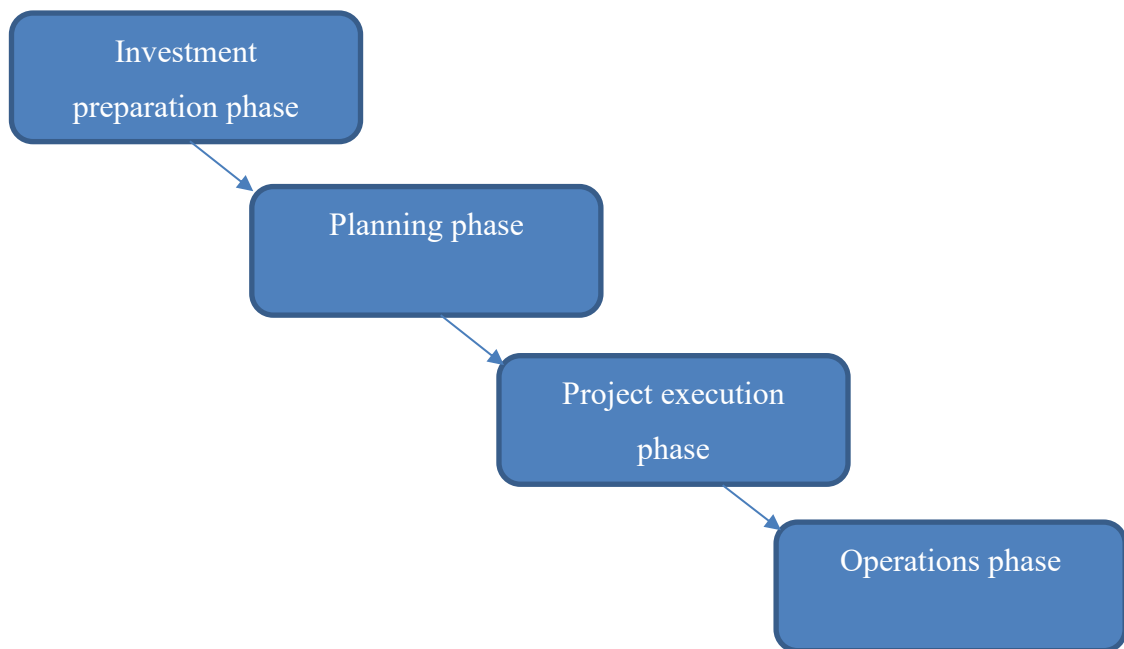 Investment
preparation phase
Planning phase
Project execution
phase
Operations phase